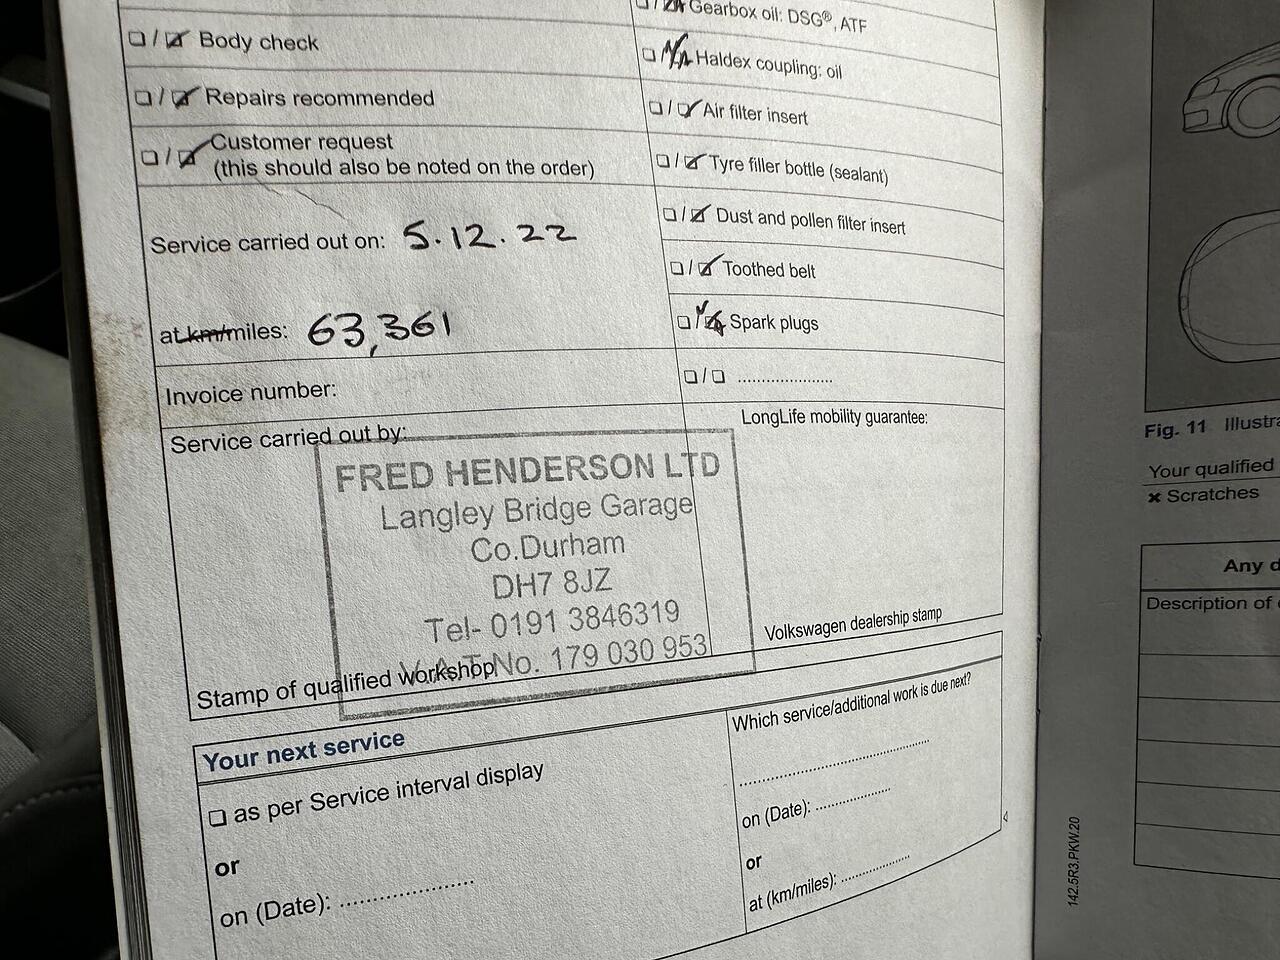 Gearbox oil: DSG®, ATF
Body check
N/A Haldex coupling: oil
Repairs recommended
Air filter insert
Customer request
(this should also be noted on the order)
Tyre filler bottle (sealant)
Dust and pollen filter insert
Service carried out on: 5.12.22
Toothed belt
at km/miles: 63,361
Spark plugs
Invoice number:
....................
Service carried out by:
LongLife mobility guarantee:
FRED HENDERSON LTD
Langley Bridge Garage
Co.Durham
DH7 8JZ
Tel- 0191 3846319
V.A.T No. 179 030 953
Stamp of qualified workshop
Volkswagen dealership stamp
Your next service
as per Service interval display
or
on (Date): ....................
Which service/additional work is due next?
........................................
on (Date): ................
or
at (km/miles): ...............
142.5R3.PKW.20
Fig. 11 Illustra
Your qualified
× Scratches
Any d
Description of